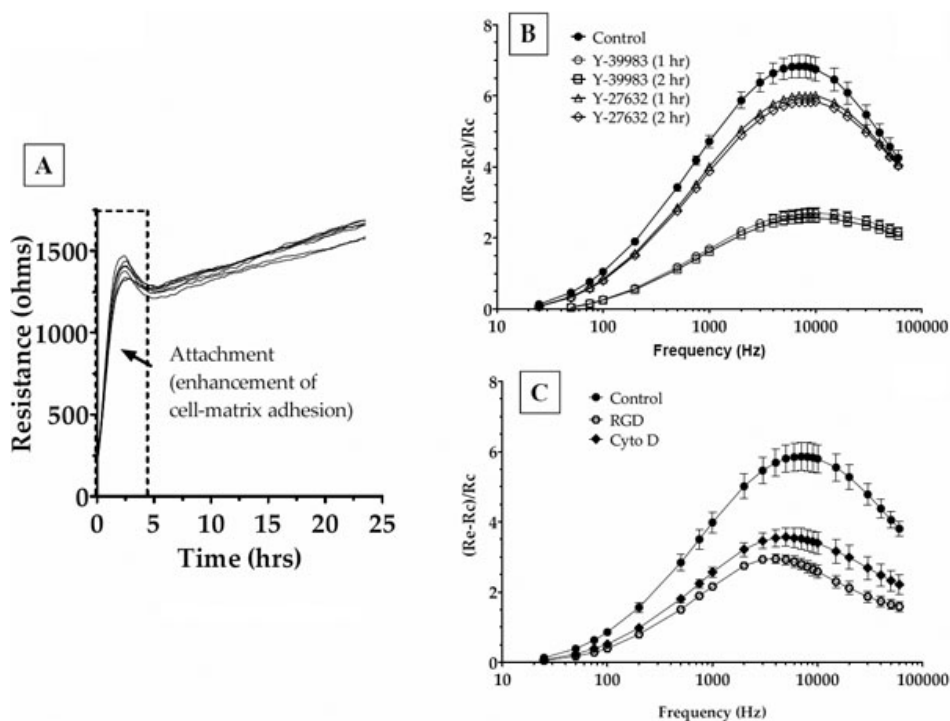 A
Resistance (ohms)
1500
1250
1000
750
500
250
0
Attachment
(enhancement of
cell-matrix adhesion)
0 5 10 15 20 25
Time (hrs)
B
Control
Y-39983 (1 hr)
Y-39983 (2 hr)
Y-27632 (1 hr)
Y-27632 (2 hr)
(Re-Rc)/Rc
8
6
4
2
0
10 100 1000 10000 100000
Frequency (Hz)
C
Control
RGD
Cyto D
(Re-Rc)/Rc
8
6
4
2
0
10 100 1000 10000 100000
Frequency (Hz)